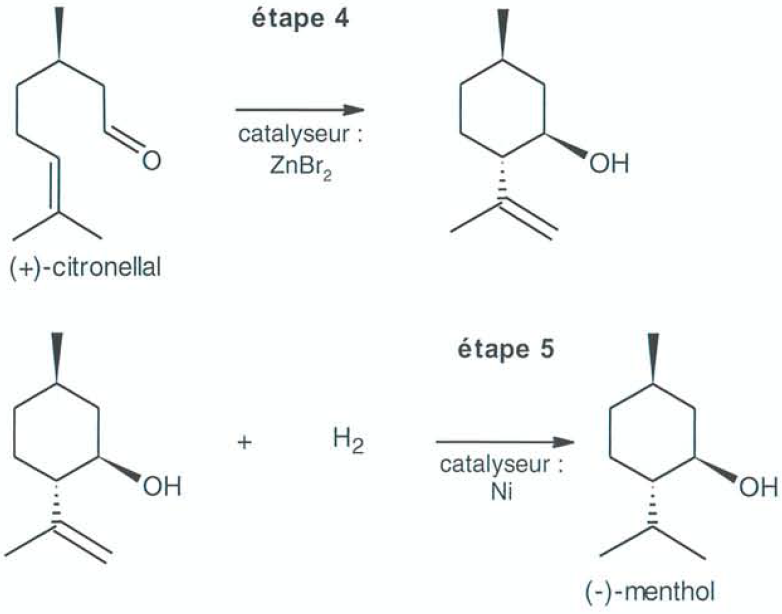 étape 4
catalyseur :
ZnBr2
O
OH
(+)-citronellal
étape 5
+
H2
catalyseur :
Ni
OH
OH
(-)-menthol